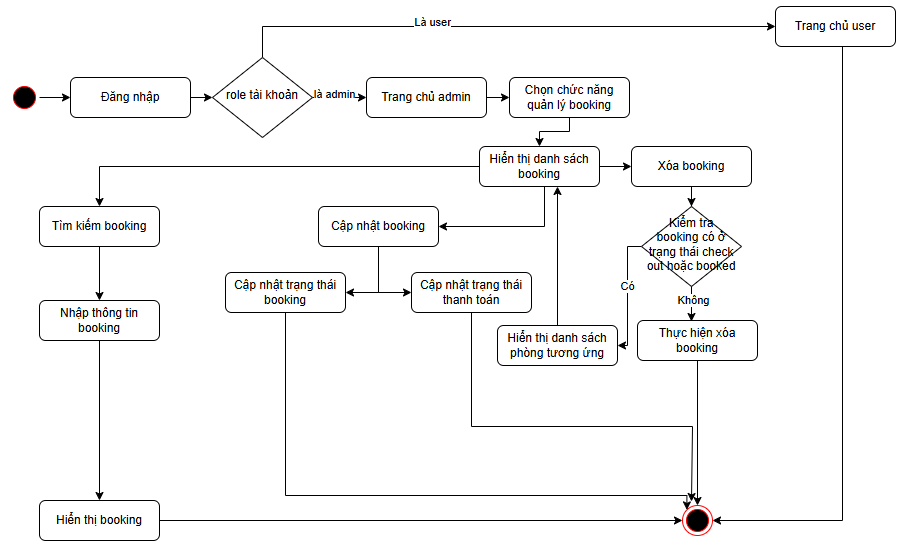 Là user
Trang chủ user
Đăng nhập
role tài khoản
là admin
Trang chủ admin
Chọn chức năng
quản lý booking
Hiển thị danh sách
booking
Xóa booking
Tìm kiếm booking
Cập nhật booking
Kiểm tra
booking có ở
trạng thái check
out hoặc booked
Cập nhật trạng thái
booking
Cập nhật trạng thái
thanh toán
Có
Không
Nhập thông tin
booking
Hiển thị danh sách
phòng tương ứng
Thực hiện xóa
booking
Hiển thị booking